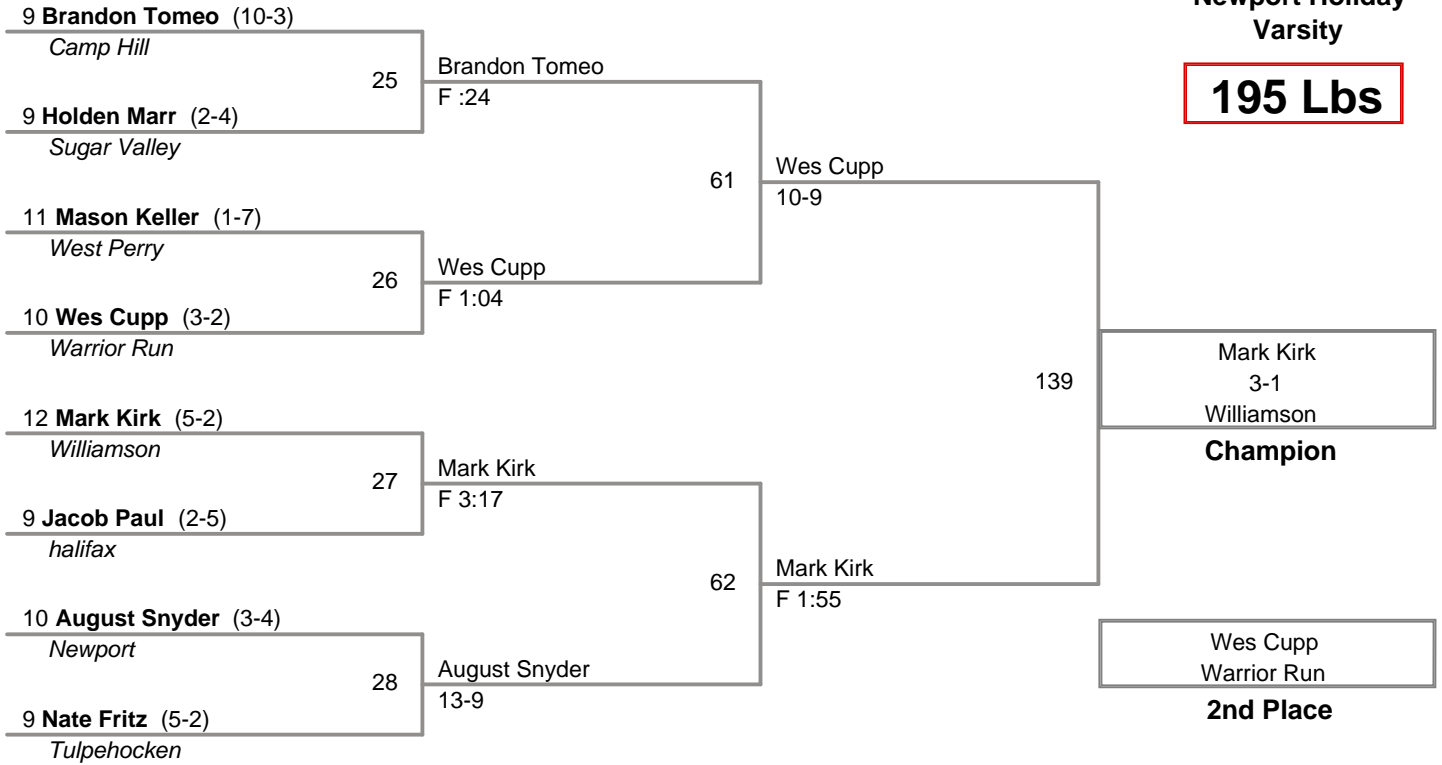 Newport Holiday
Varsity
195 Lbs
9 Brandon Tomeo (10-3)
Camp Hill
25
Brandon Tomeo
F :24
9 Holden Marr (2-4)
Sugar Valley
61
Wes Cupp
10-9
11 Mason Keller (1-7)
West Perry
26
Wes Cupp
F 1:04
10 Wes Cupp (3-2)
Warrior Run
139
Mark Kirk
3-1
Williamson
Champion
12 Mark Kirk (5-2)
Williamson
27
Mark Kirk
F 3:17
9 Jacob Paul (2-5)
halifax
62
Mark Kirk
F 1:55
10 August Snyder (3-4)
Newport
28
August Snyder
13-9
9 Nate Fritz (5-2)
Tulpehocken
Wes Cupp
Warrior Run
2nd Place